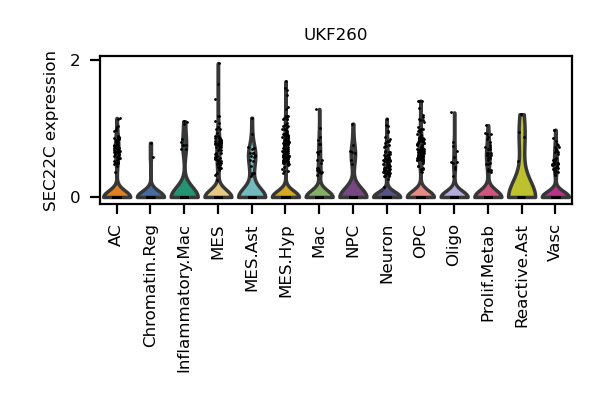 UKF260
SEC22C expression
2
0
AC
Chromatin.Reg
Inflammatory.Mac
MES
MES.Ast
MES.Hyp
Mac
NPC
Neuron
OPC
Oligo
Prolif.Metab
Reactive.Ast
Vasc